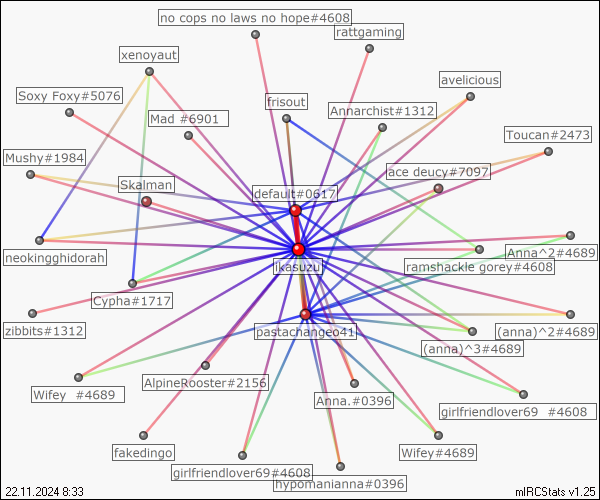 no cops no laws no hope#4608
rattgaming
xenoyaut
avelicious
Soxy Foxy#5076
frisout
Annarchist#1312
Mad #6901
Toucan#2473
Mushy#1984
ace deucy#7097
Skalman
default#0617
neokingghidorah
Anna^2#4689
ikasuzu
ramshackle gorey#4608
Cypha#1717
zibbits#1312
pastachangeo41
(anna)^2#4689
(anna)^3#4689
AlpineRooster#2156
Wifey #4689
Anna.#0396
girlfriendlover69 #4608
fakedingo
Wifey#4689
girlfriendlover69#4608
hypomanianna#0396
22.11.2024 8:33
mIRCStats v1.25